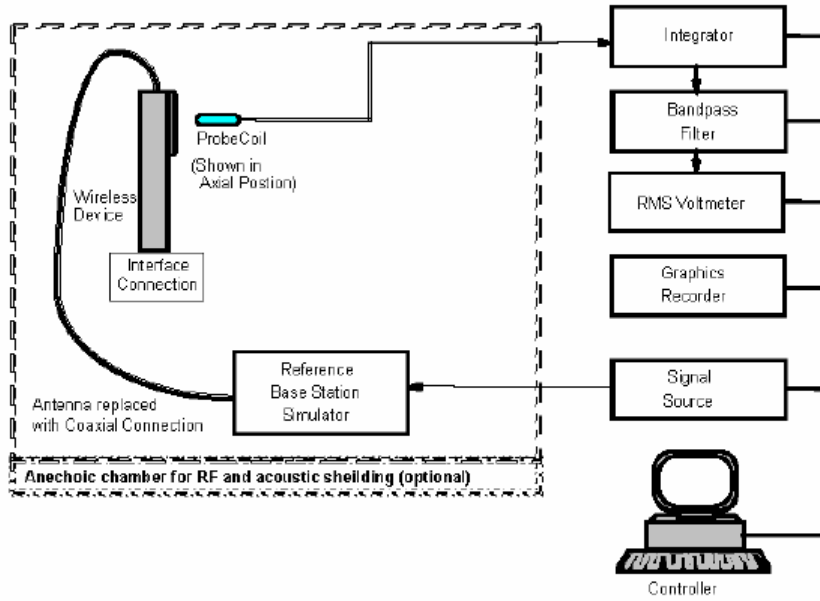 Integrator
Bandpass
Filter
RMS Voltmeter
Graphics
Recorder
Signal
Source
Controller
ProbeCoil
(Shown in
Axial Postion)
Wireless
Device
Interface
Connection
Reference
Base Station
Simulator
Antenna replaced
with Coaxial Connection
Anechoic chamber for RF and acoustic sheilding (optional)